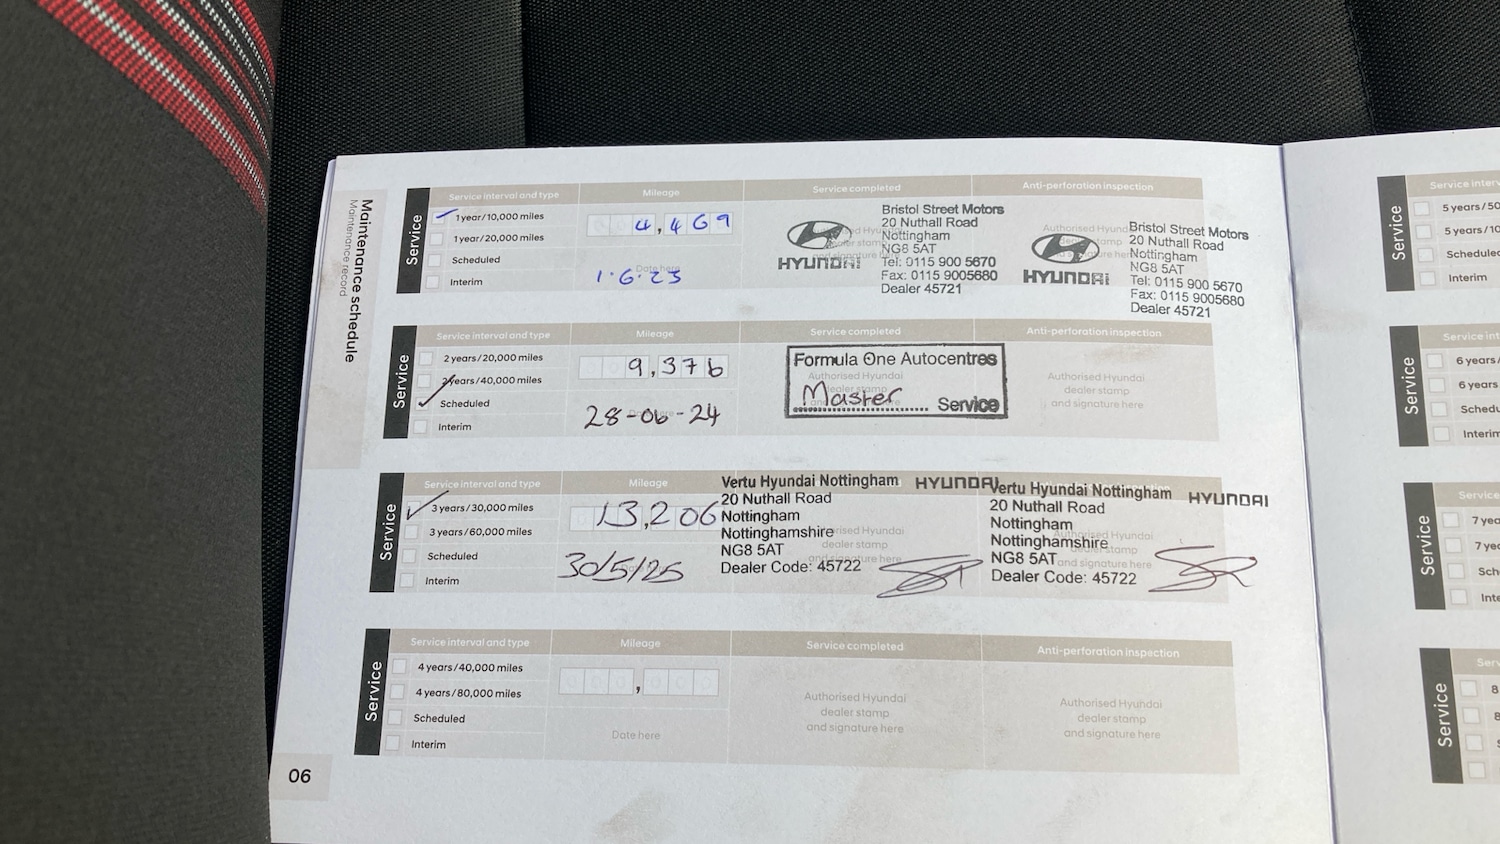 Maintenance schedule
Maintenance record
Service
Service interval and type
Mileage
Service completed
Anti-perforation inspection
1 year/10,000 miles
1 year/20,000 miles
Scheduled
Interim
4,469
Date here
1·6·23
HYUNDAI
Bristol Street Motors
20 Nuthall Road
Nottingham
NG8 5AT
Tel: 0115 900 5670
Fax: 0115 9005680
Dealer 45721
HYUNDAI
Bristol Street Motors
20 Nuthall Road
Nottingham
NG8 5AT
Tel: 0115 900 5670
Fax: 0115 9005680
Dealer 45721
Service
Service interval and type
Mileage
Service completed
Anti-perforation inspection
2 years/20,000 miles
2 years/40,000 miles
Scheduled
Interim
9,376
28-06-24
Formula One Autocentres
Authorised Hyundai
Master
Service
Authorised Hyundai
dealer stamp
and signature here
Service
Service interval and type
Mileage
3 years/30,000 miles
3 years/60,000 miles
Scheduled
Interim
13,206
30/5/25
Vertu Hyundai Nottingham
HYUNDAI
20 Nuthall Road
Nottingham
Nottinghamshire
NG8 5AT
Dealer Code: 45722
Vertu Hyundai Nottingham
HYUNDAI
20 Nuthall Road
Nottingham
Nottinghamshire
NG8 5AT
Dealer Code: 45722
Service
Service interval and type
Mileage
Service completed
Anti-perforation inspection
4 years/40,000 miles
4 years/80,000 miles
Scheduled
Interim
Date here
Authorised Hyundai
dealer stamp
and signature here
Authorised Hyundai
dealer stamp
and signature here
06
Service
Service
5 years/
5 years/
Scheduled
Interim
Service
Service
6 years/
6 years
Interim
Service
Service
7
7
Service
8